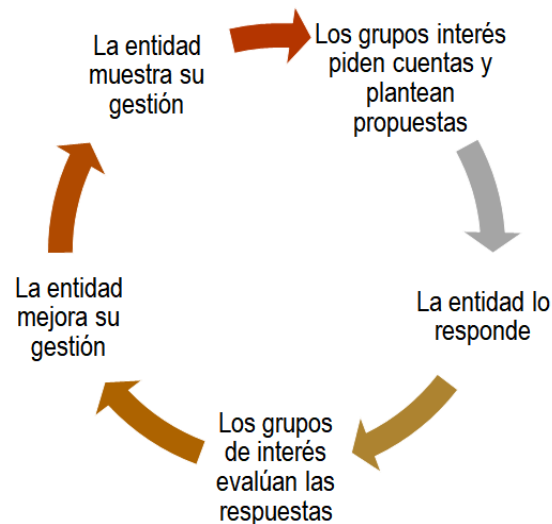 La entidad
muestra su
gestión
Los grupos interés
piden cuentas y
plantean
propuestas
La entidad lo
responde
Los grupos
de interés
evalúan las
respuestas
La entidad
mejora su
gestión